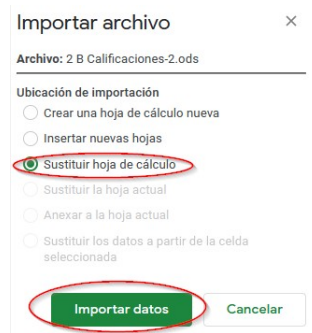 Importar archivo
Archivo: 2 B Calificaciones-2.ods
Ubicación de importación
Crear una hoja de cálculo nueva
Insertar nuevas hojas
Sustituir hoja de cálculo
Sustituir la hoja actual
Anexar a la hoja actual
Sustituir los datos a partir de la celda
seleccionada
Importar datos Cancelar